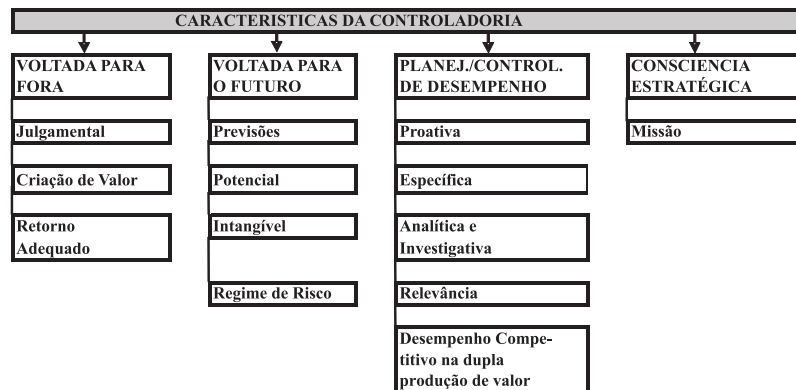 CARACTERISTICAS DA CONTROLADORIA
VOLTADA PARA
FORA
Julgamental
Criação de Valor
Retorno
Adequado
VOLTADA PARA
O FUTURO
Previsões
Potencial
Intangível
Regime de Risco
PLANEJ./CONTROL.
DE DESEMPENHO
Proativa
Específica
Analítica e
Investigativa
Relevância
Desempenho Compe-
titivo na dupla
produção de valor
CONSCIENCIA
ESTRATÉGICA
Missão